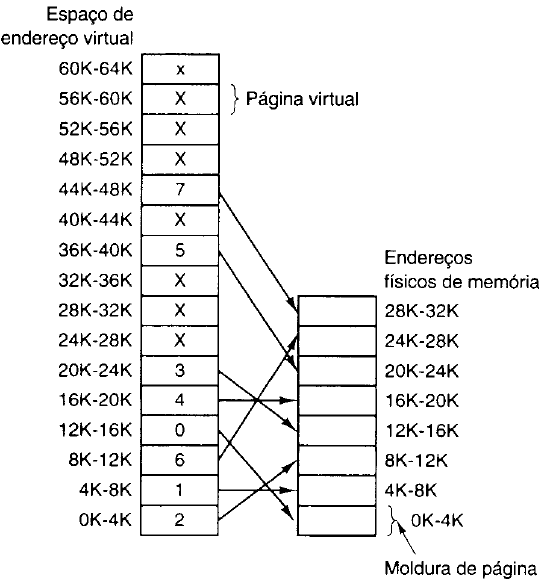 Espaço de
endereço virtual
60K-64K x
56K-60K X Página virtual
52K-56K X
48K-52K X
44K-48K 7
40K-44K X
36K-40K 5
32K-36K X
28K-32K X
24K-28K X
20K-24K 3
16K-20K 4
12K-16K 0
8K-12K 6
4K-8K 1
0K-4K 2
Endereços
físicos de memória
28K-32K
24K-28K
20K-24K
16K-20K
12K-16K
8K-12K
4K-8K
0K-4K
Moldura de página